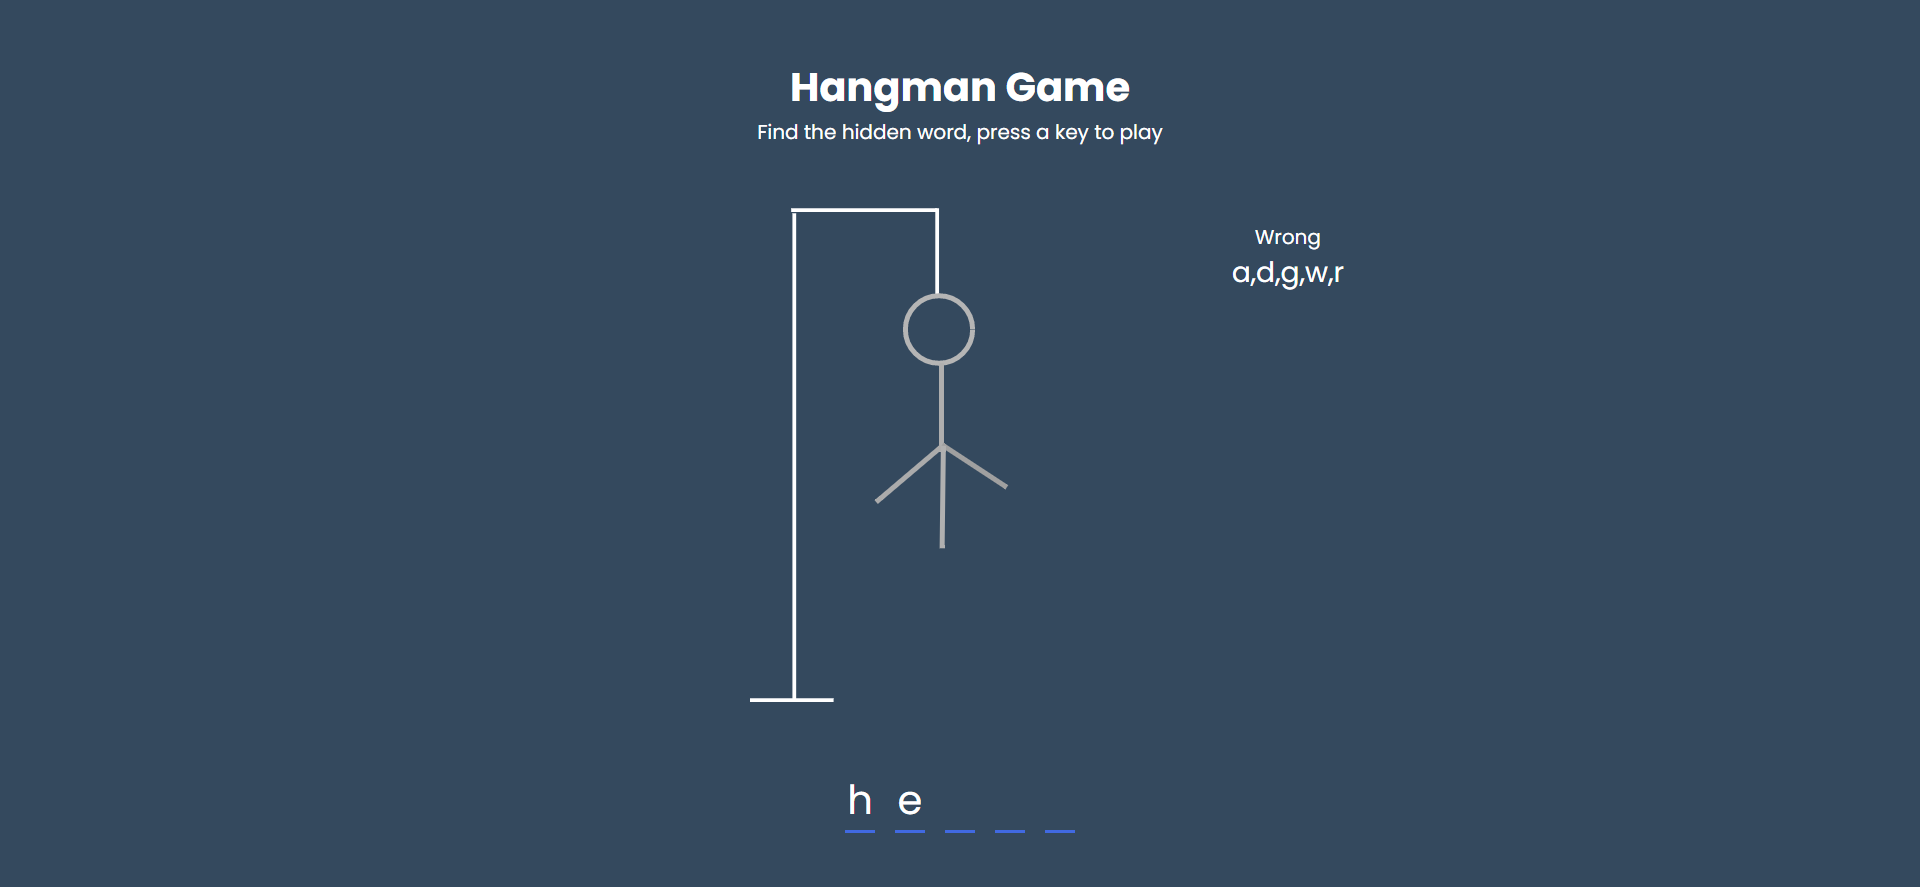 Hangman Game
Find the hidden word, press a key to play
Wrong
a,d,g,w,r
h e